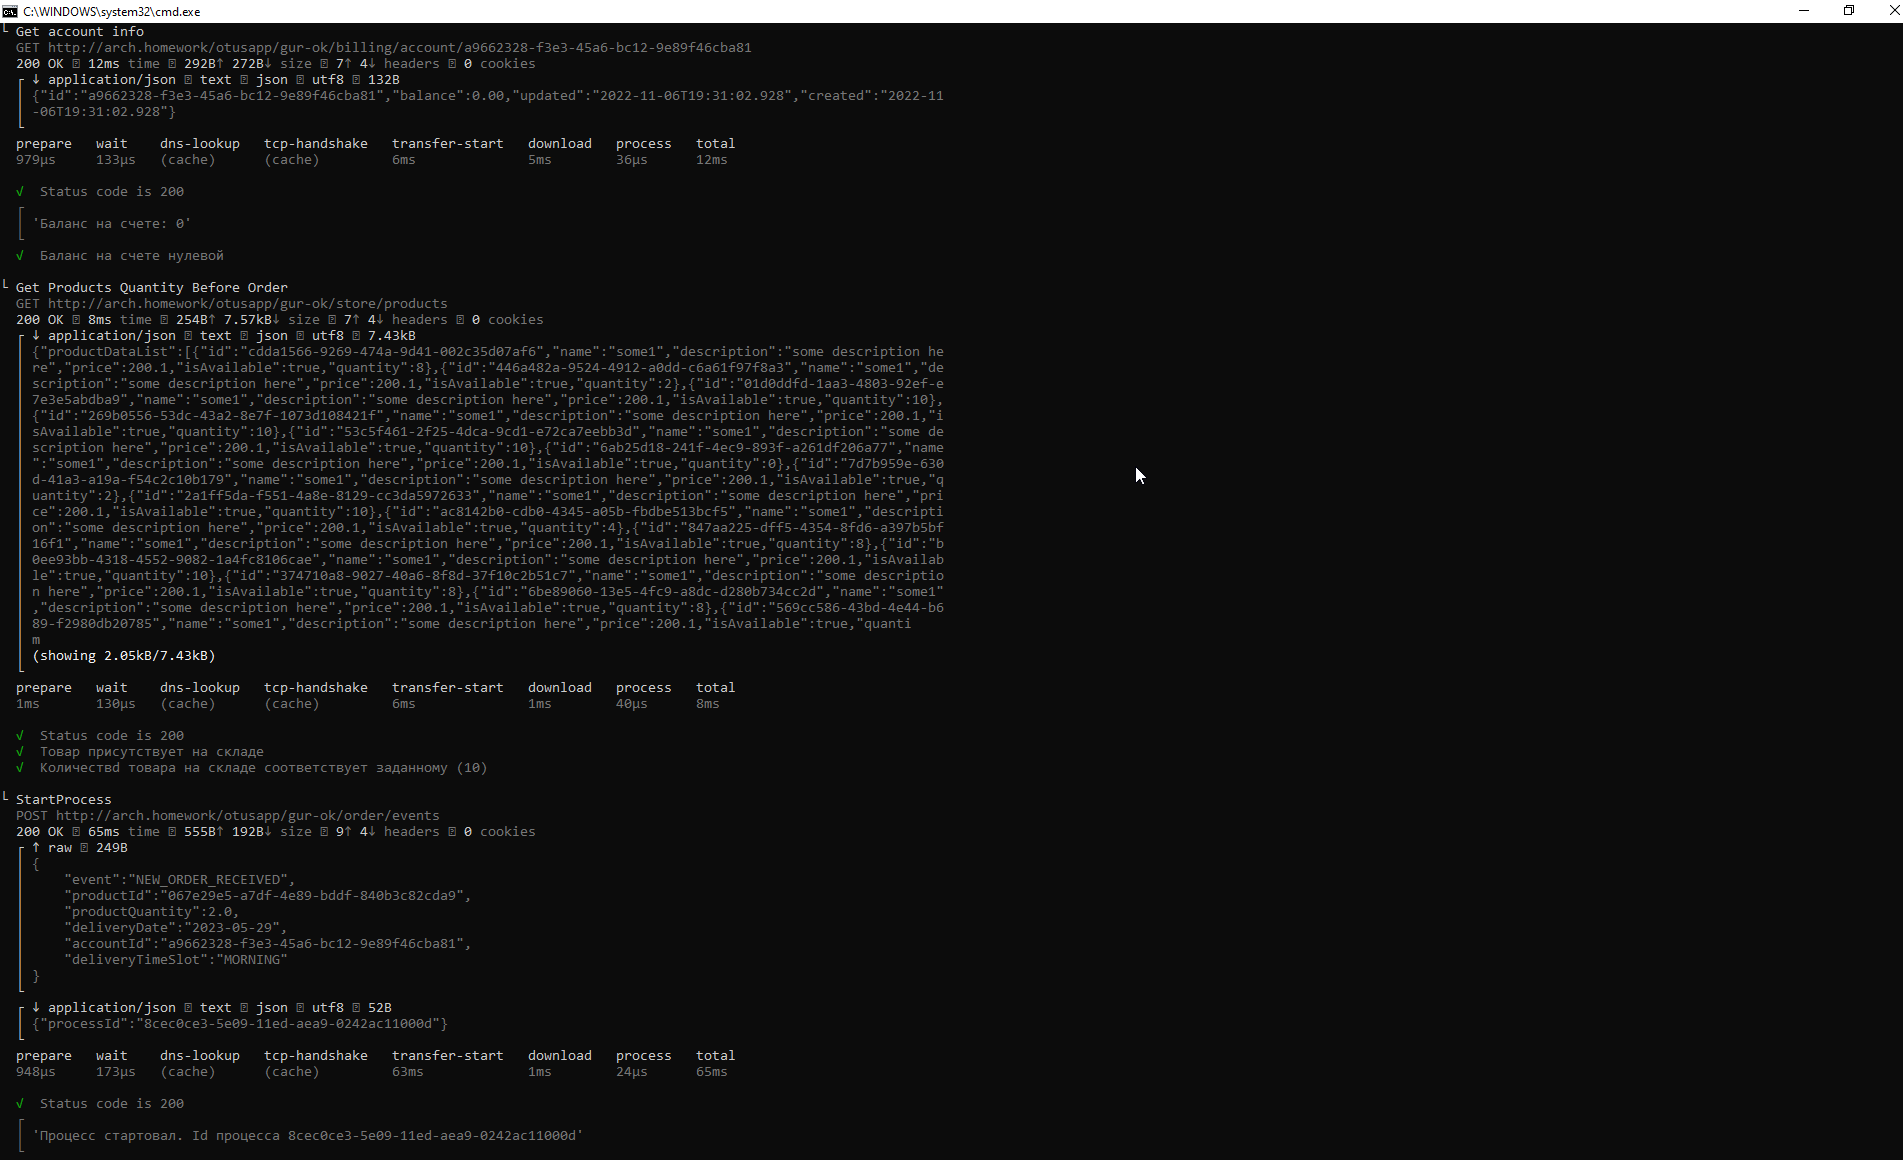 C:\WINDOWS\system32\cmd.exe
└ Get account info
GET http://arch.homework/otusapp/gur-ok/billing/account/a9662328-f3e3-45a6-bc12-9e89f46cba81
200 OK ⍰ 12ms time ⍰ 292B↑ 272B↓ size ⍰ 7↑ 4↓ headers ⍰ 0 cookies
┌ ↓ application/json ⍰ text ⍰ json ⍰ utf8 ⍰ 132B
│ {"id":"a9662328-f3e3-45a6-bc12-9e89f46cba81","balance":0.00,"updated":"2022-11-06T19:31:02.928","created":"2022-11
│ -06T19:31:02.928"}
└
prepare wait dns-lookup tcp-handshake transfer-start download process total
979µs 133µs (cache) (cache) 6ms 5ms 36µs 12ms
√ Status code is 200
┌
│ 'Баланс на счете: 0'
└
√ Баланс на счете нулевой
└ Get Products Quantity Before Order
GET http://arch.homework/otusapp/gur-ok/store/products
200 OK ⍰ 8ms time ⍰ 254B↑ 7.57kB↓ size ⍰ 7↑ 4↓ headers ⍰ 0 cookies
┌ ↓ application/json ⍰ text ⍰ json ⍰ utf8 ⍰ 7.43kB
│ {"productDataList":[{"id":"cdda1566-9269-474a-9d41-002c35d07af6","name":"some1","description":"some description he
│ re","price":200.1,"isAvailable":true,"quantity":8},{"id":"446a482a-9524-4912-a0dd-c6a61f97f8a3","name":"some1","de
│ scription":"some description here","price":200.1,"isAvailable":true,"quantity":2},{"id":"01d0ddfd-1aa3-4803-92ef-e
│ 7e3e5abdba9","name":"some1","description":"some description here","price":200.1,"isAvailable":true,"quantity":10},
│ {"id":"269b0556-53dc-43a2-8e7f-1073d108421f","name":"some1","description":"some description here","price":200.1,"i
│ sAvailable":true,"quantity":10},{"id":"53c5f461-2f25-4dca-9cd1-e72ca7eebb3d","name":"some1","description":"some de
│ scription here","price":200.1,"isAvailable":true,"quantity":10},{"id":"6ab25d18-241f-4ec9-893f-a261df206a77","name
│ ":"some1","description":"some description here","price":200.1,"isAvailable":true,"quantity":0},{"id":"7d7b959e-630
│ d-41a3-a19a-f54c2c10b179","name":"some1","description":"some description here","price":200.1,"isAvailable":true,"q
│ uantity":2},{"id":"2a1ff5da-f551-4a8e-8129-cc3da5972633","name":"some1","description":"some description here","pri
│ ce":200.1,"isAvailable":true,"quantity":10},{"id":"ac8142b0-cdb0-4345-a05b-fbdbe513bcf5","name":"some1","descripti
│ on":"some description here","price":200.1,"isAvailable":true,"quantity":4},{"id":"847aa225-dff5-4354-8fd6-a397b5bf
│ 16f1","name":"some1","description":"some description here","price":200.1,"isAvailable":true,"quantity":8},{"id":"b
│ 0ee93bb-4318-4552-9082-1a4fc8106cae","name":"some1","description":"some description here","price":200.1,"isAvailab
│ le":true,"quantity":10},{"id":"374710a8-9027-40a6-8f8d-37f10c2b51c7","name":"some1","description":"some descriptio
│ n here","price":200.1,"isAvailable":true,"quantity":8},{"id":"6be89060-13e5-4fc9-a8dc-d280b734cc2d","name":"some1"
│ ,"description":"some description here","price":200.1,"isAvailable":true,"quantity":8},{"id":"569cc586-43bd-4e44-b6
│ 89-f2980db20785","name":"some1","description":"some description here","price":200.1,"isAvailable":true,"quanti
│ m
│ (showing 2.05kB/7.43kB)
└
prepare wait dns-lookup tcp-handshake transfer-start download process total
1ms 130µs (cache) (cache) 6ms 1ms 40µs 8ms
√ Status code is 200
√ Товар присутствует на складе
√ Количествd товара на складе соответствует заданному (10)
└ StartProcess
POST http://arch.homework/otusapp/gur-ok/order/events
200 OK ⍰ 65ms time ⍰ 555B↑ 192B↓ size ⍰ 9↑ 4↓ headers ⍰ 0 cookies
┌ ↑ raw ⍰ 249B
│ {
│ "event":"NEW_ORDER_RECEIVED",
│ "productId":"067e29e5-a7df-4e89-bddf-840b3c82cda9",
│ "productQuantity":2.0,
│ "deliveryDate":"2023-05-29",
│ "accountId":"a9662328-f3e3-45a6-bc12-9e89f46cba81",
│ "deliveryTimeSlot":"MORNING"
│ }
└
┌ ↓ application/json ⍰ text ⍰ json ⍰ utf8 ⍰ 52B
│ {"processId":"8cec0ce3-5e09-11ed-aea9-0242ac11000d"}
└
prepare wait dns-lookup tcp-handshake transfer-start download process total
948µs 173µs (cache) (cache) 63ms 1ms 24µs 65ms
√ Status code is 200
┌
│ 'Процесс стартовал. Id процесса 8cec0ce3-5e09-11ed-aea9-0242ac11000d'
└